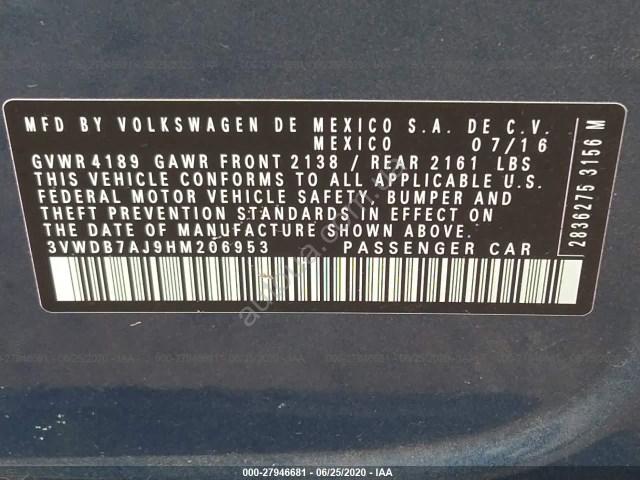 MFD BY VOLKSWAGEN DE MEXICO S.A. DE C.V.
MEXICO 07/16
GVWR 4189 GAWR FRONT 2138 / REAR 2161 LBS
THIS VEHICLE CONFORMS TO ALL APPLICABLE U.S.
FEDERAL MOTOR VEHICLE SAFETY, BUMPER AND
THEFT PREVENTION STANDARDS IN EFFECT ON
THE DATE OF MANUFACTURE SHOWN ABOVE.
3VWDB7AJ9HM206953 PASSENGER CAR
2836275 3156 M
000-27946681 - 06/25/2020 - IAA